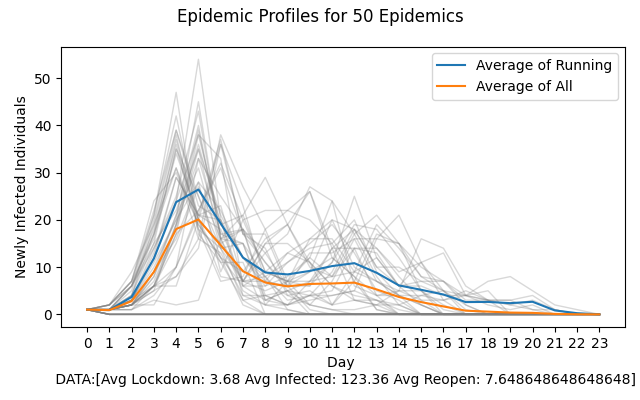 Epidemic Profiles for 50 Epidemics
Average of Running
Average of All
Newly Infected Individuals
50
40
30
20
10
0
0 1 2 3 4 5 6 7 8 9 10 11 12 13 14 15 16 17 18 19 20 21 22 23
Day
DATA:[Avg Lockdown: 3.68 Avg Infected: 123.36 Avg Reopen: 7.648648648648648]